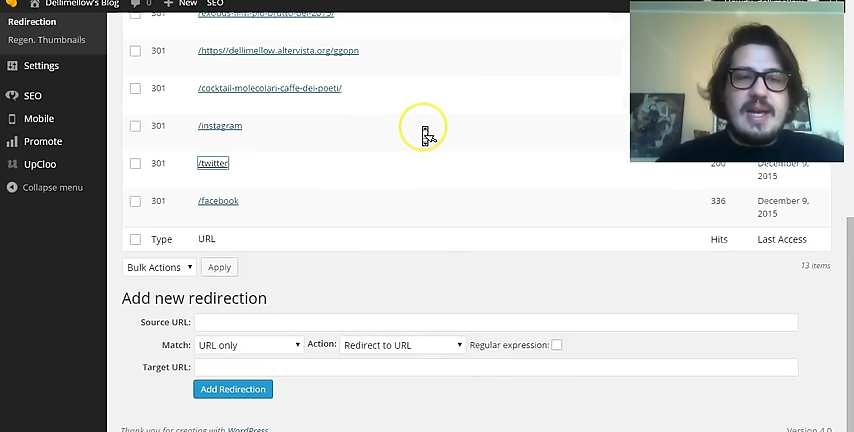 Dellimellow's Blog 0 New SEO
Redirection
Regen. Thumbnails
Settings
SEO
Mobile
Promote
UpCloo
Collapse menu
301
301 /https//dellimellow.altervista.org/ggopn
301 /cocktail-molecolari-caffe-dei-poeti/
301 /instagram
301 /twitter 200 December 9,
2015
301 /facebook 336 December 9,
2015
Type URL Hits Last Access
Bulk Actions Apply 13 items
Add new redirection
Source URL:
Match: URL only Action: Redirect to URL Regular expression:
Target URL:
Add Redirection
Thank you for creating with WordPress. Version 4.0